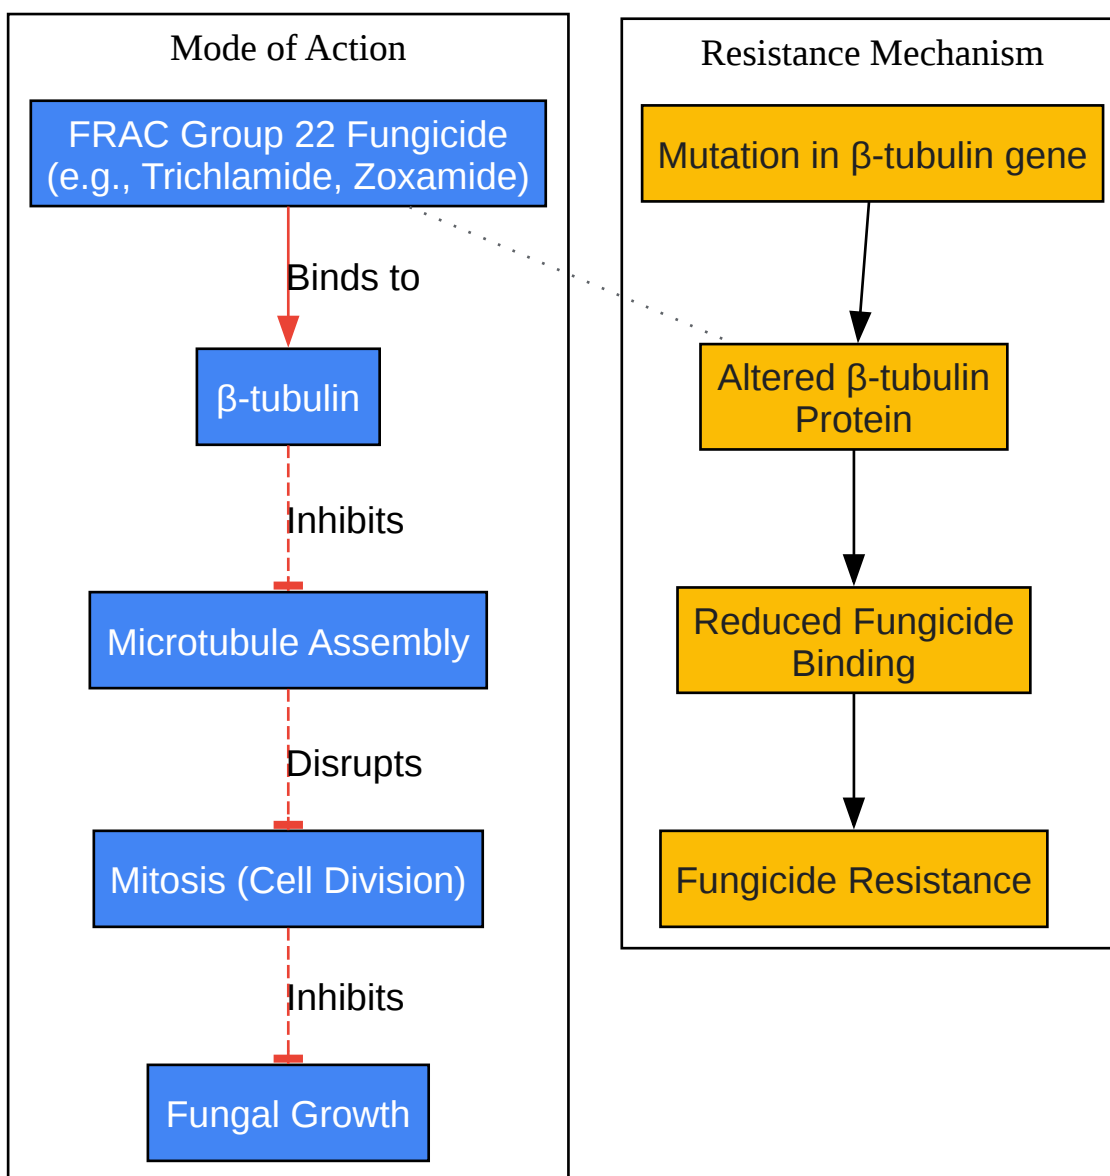 Mode of Action
FRAC Group 22 Fungicide
(e.g., Trichlamide, Zoxamide)
Binds to
β-tubulin
Inhibits
Microtubule Assembly
Disrupts
Mitosis (Cell Division)
Inhibits
Fungal Growth
Resistance Mechanism
Mutation in β-tubulin gene
Altered β-tubulin
Protein
Reduced Fungicide
Binding
Fungicide Resistance